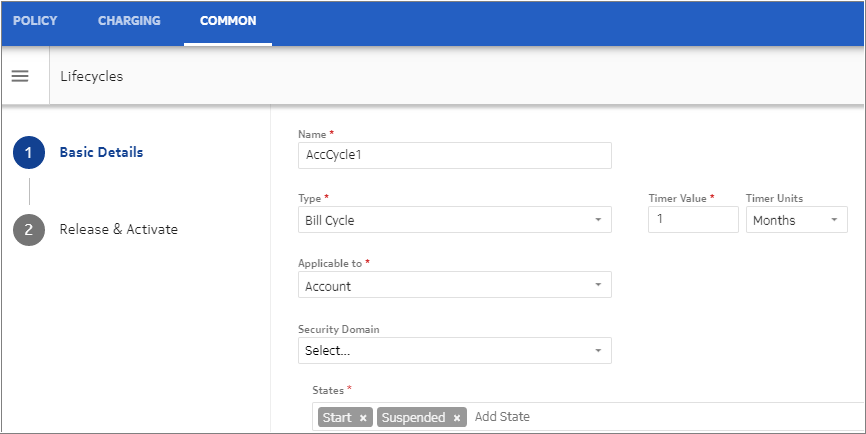 POLICY CHARGING COMMON
Lifecycles
1 Basic Details
2 Release & Activate
Name *
AccCycle1
Type * Timer Value * Timer Units
Bill Cycle 1 Months
Applicable to *
Account
Security Domain
Select...
States *
Start × Suspended × Add State